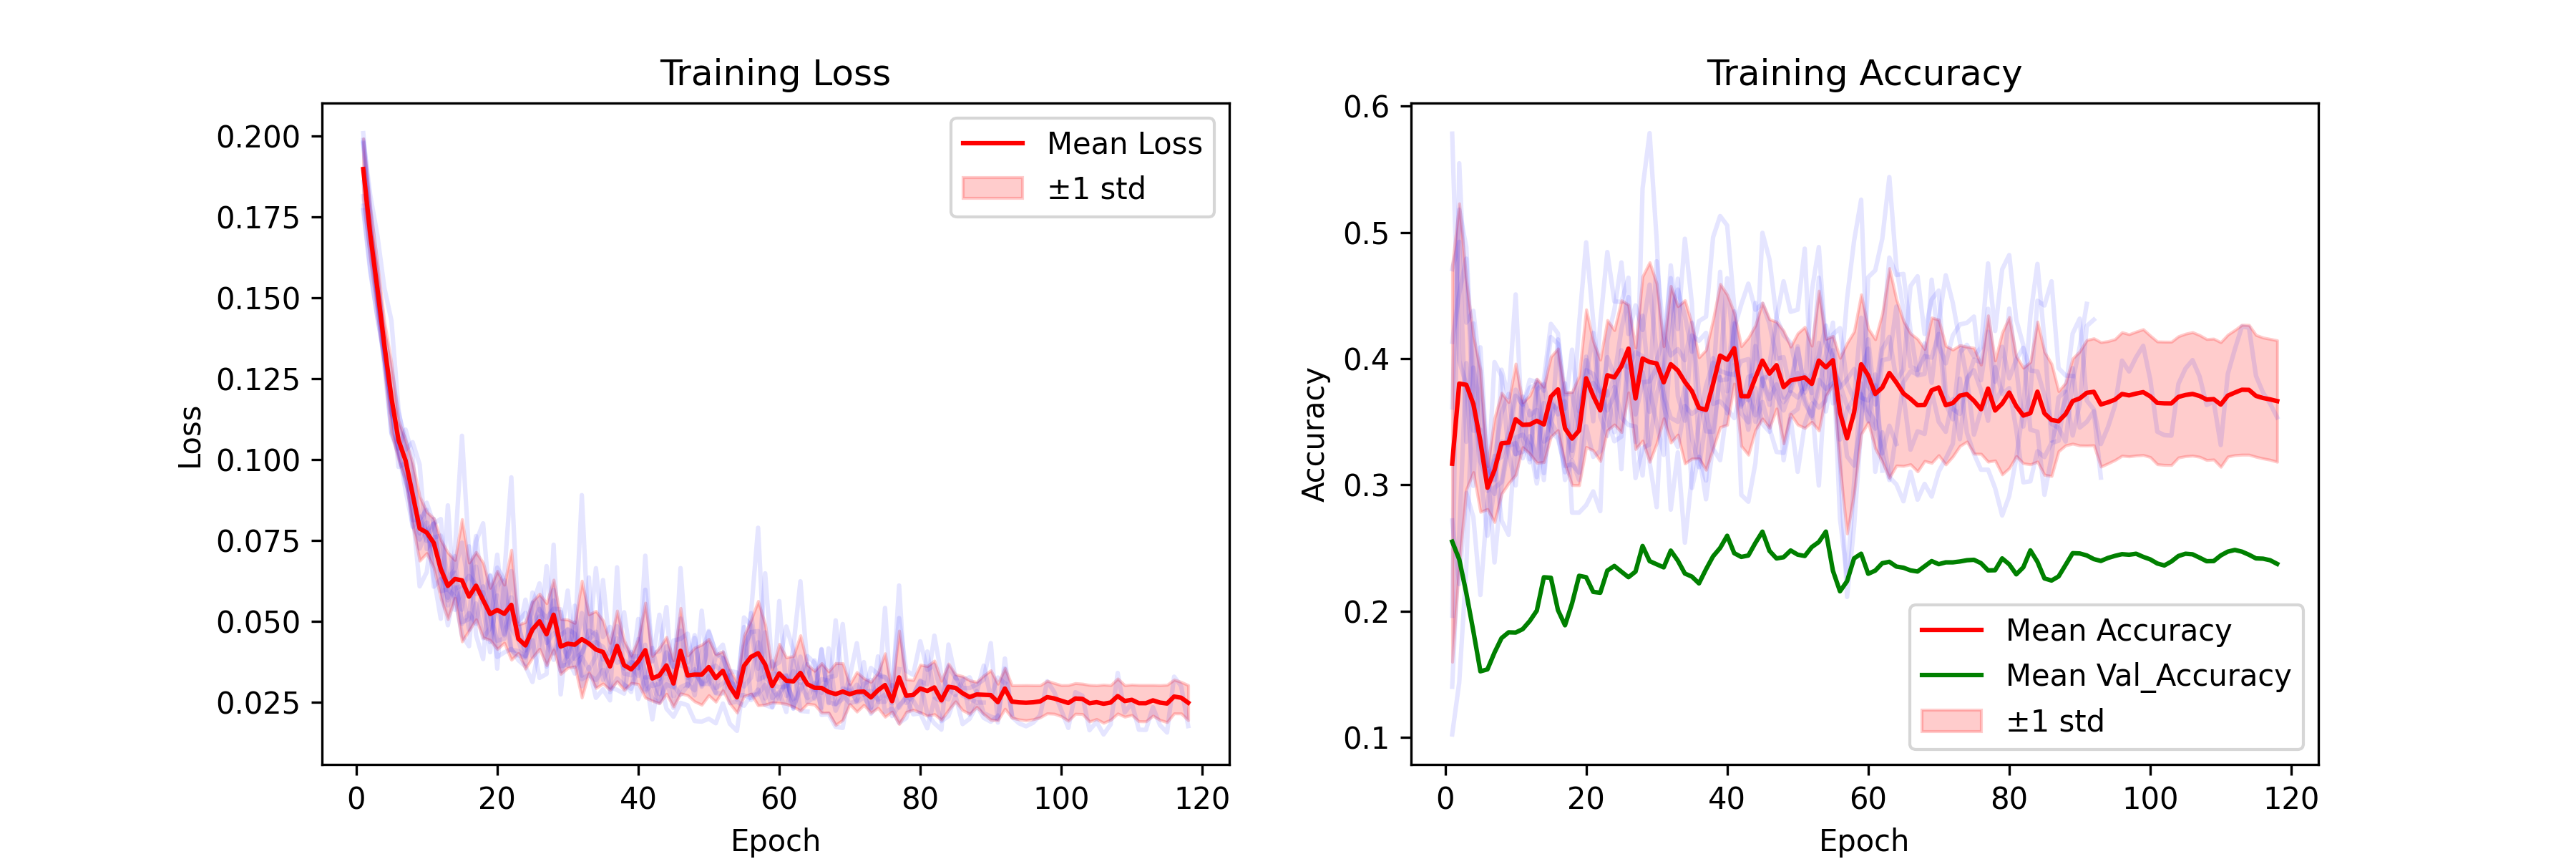 Training Loss
Loss
0.200
0.175
0.150
0.125
0.100
0.075
0.050
0.025
0 20 40 60 80 100 120
Epoch
Mean Loss
±1 std
Training Accuracy
Accuracy
0.6
0.5
0.4
0.3
0.2
0.1
0 20 40 60 80 100 120
Epoch
Mean Accuracy
Mean Val_Accuracy
±1 std